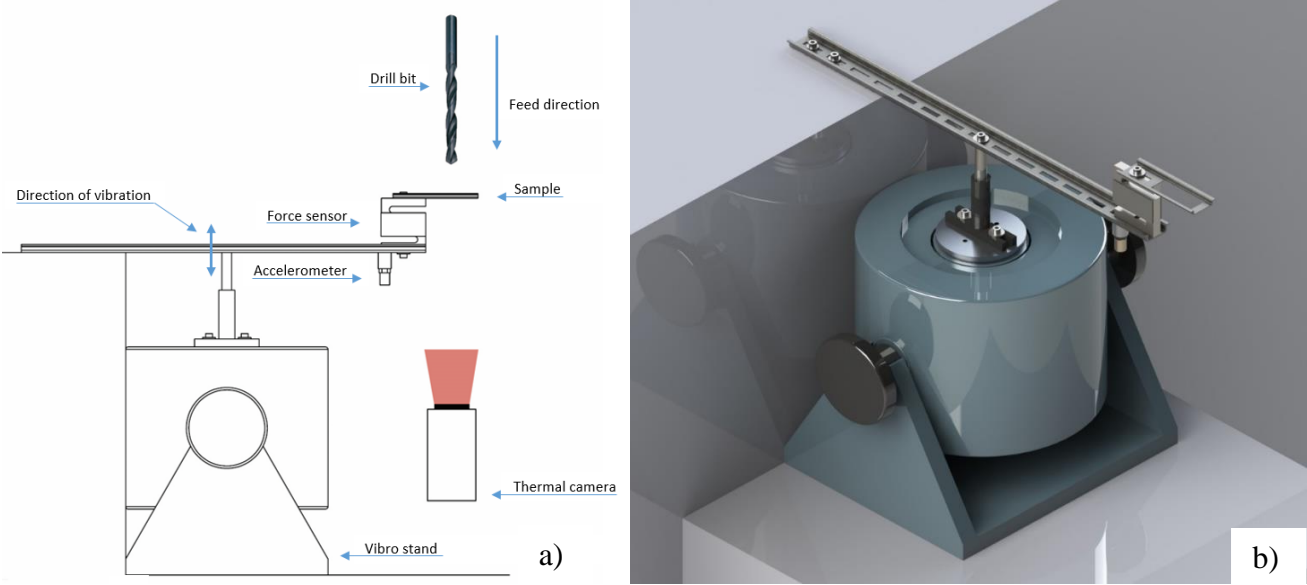 Drill bit
Feed direction
Direction of vibration
Sample
Force sensor
Accelerometer
Thermal camera
Vibro stand
a)
b)